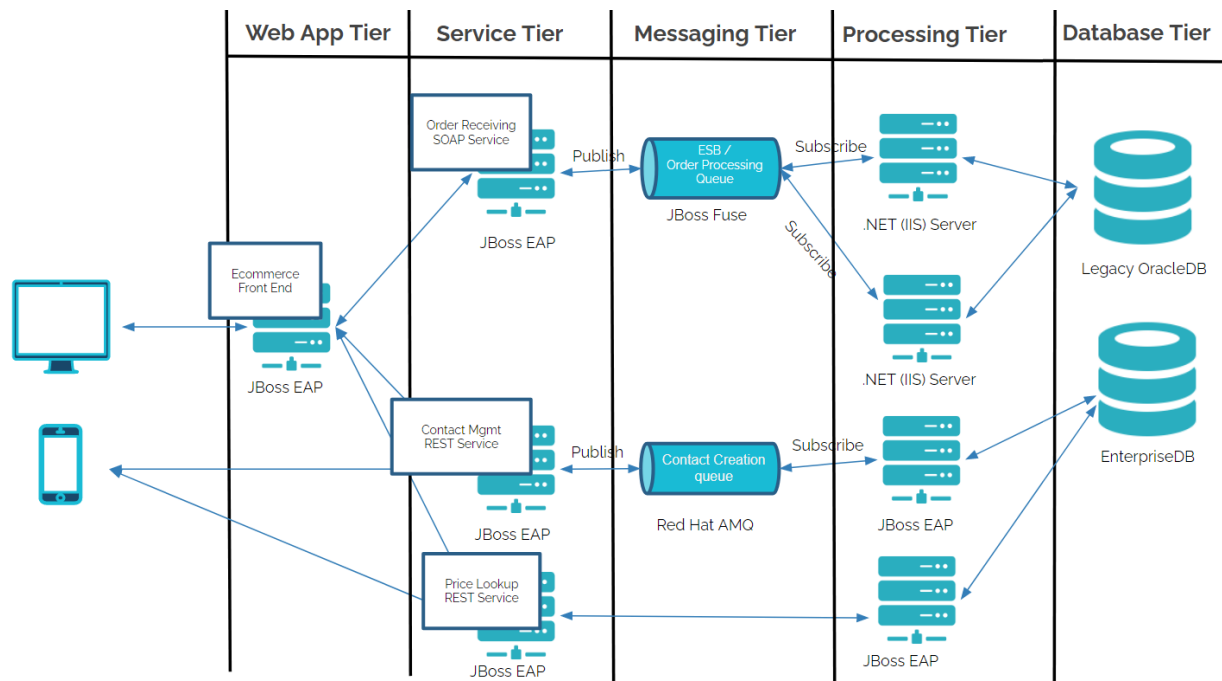 Web App Tier
Service Tier
Messaging Tier
Processing Tier
Database Tier
Order Receiving
SOAP Service
JBoss EAP
Publish
ESB /
Order Processing
Queue
JBoss Fuse
Subscribe
Subscribe
.NET (IIS) Server
Legacy OracleDB
Ecommerce
Front End
JBoss EAP
.NET (IIS) Server
Contact Mgmt
REST Service
JBoss EAP
Publish
Contact Creation
queue
Red Hat AMQ
Subscribe
JBoss EAP
EnterpriseDB
Price Lookup
REST Service
JBoss EAP
JBoss EAP